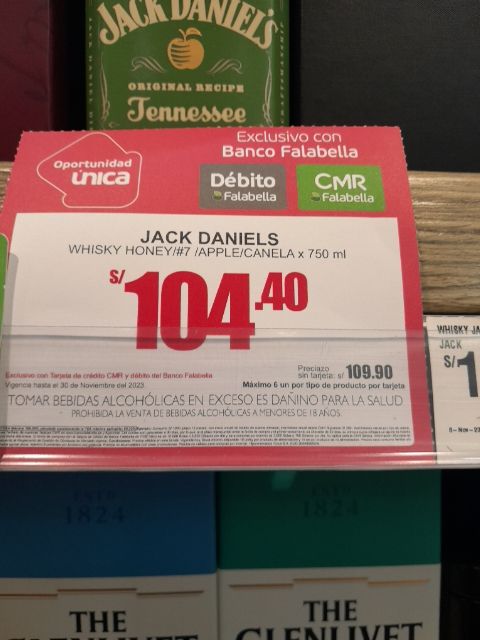 JACK DANIEL'S
ORIGINAL RECIPE
Tennessee
Exclusivo con
Banco Falabella
Oportunidad
única
Débito
Falabella
CMR
Falabella
JACK DANIELS
WHISKY HONEY/#7 /APPLE/CANELA x 750 ml
S/104.40
Exclusivo con Tarjeta de crédito CMR y débito del Banco Falabella
Vigencia hasta el 30 de Noviembre del 2023
Preciazo
sin tarjeta: s/ 109.90
Máximo 6 un por tipo de producto por tarjeta
TOMAR BEBIDAS ALCOHÓLICAS EN EXCESO ES DAÑINO PARA LA SALUD
PROHIBIDA LA VENTA DE BEBIDAS ALCOHÓLICAS A MENORES DE 18 AÑOS.
WHISKY JA
JACK
S/1
ESTD
1824
ESTD
1824
THE
THE
GLENLIVET